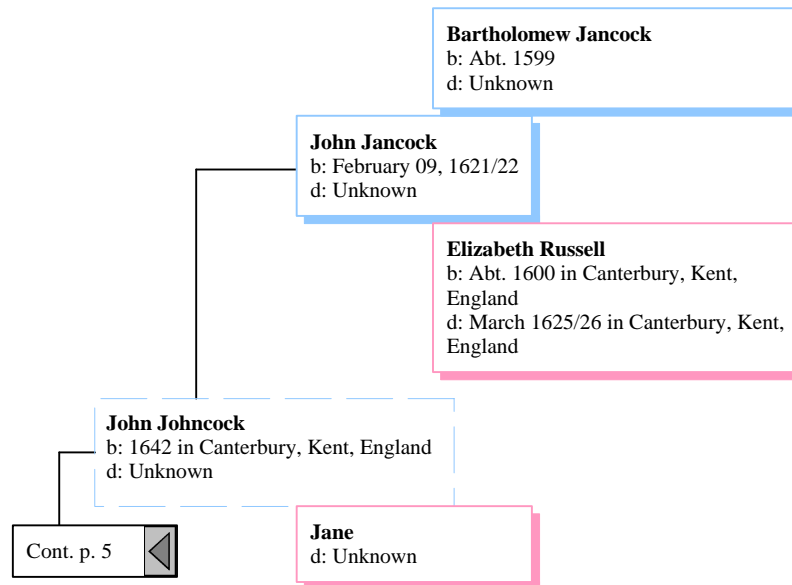 Bartholomew Jancock
b: Abt. 1599
d: Unknown
John Jancock
b: February 09, 1621/22
d: Unknown
Elizabeth Russell
b: Abt. 1600 in Canterbury, Kent,
England
d: March 1625/26 in Canterbury, Kent,
England
John Johncock
b: 1642 in Canterbury, Kent, England
d: Unknown
Cont. p. 5
Jane
d: Unknown